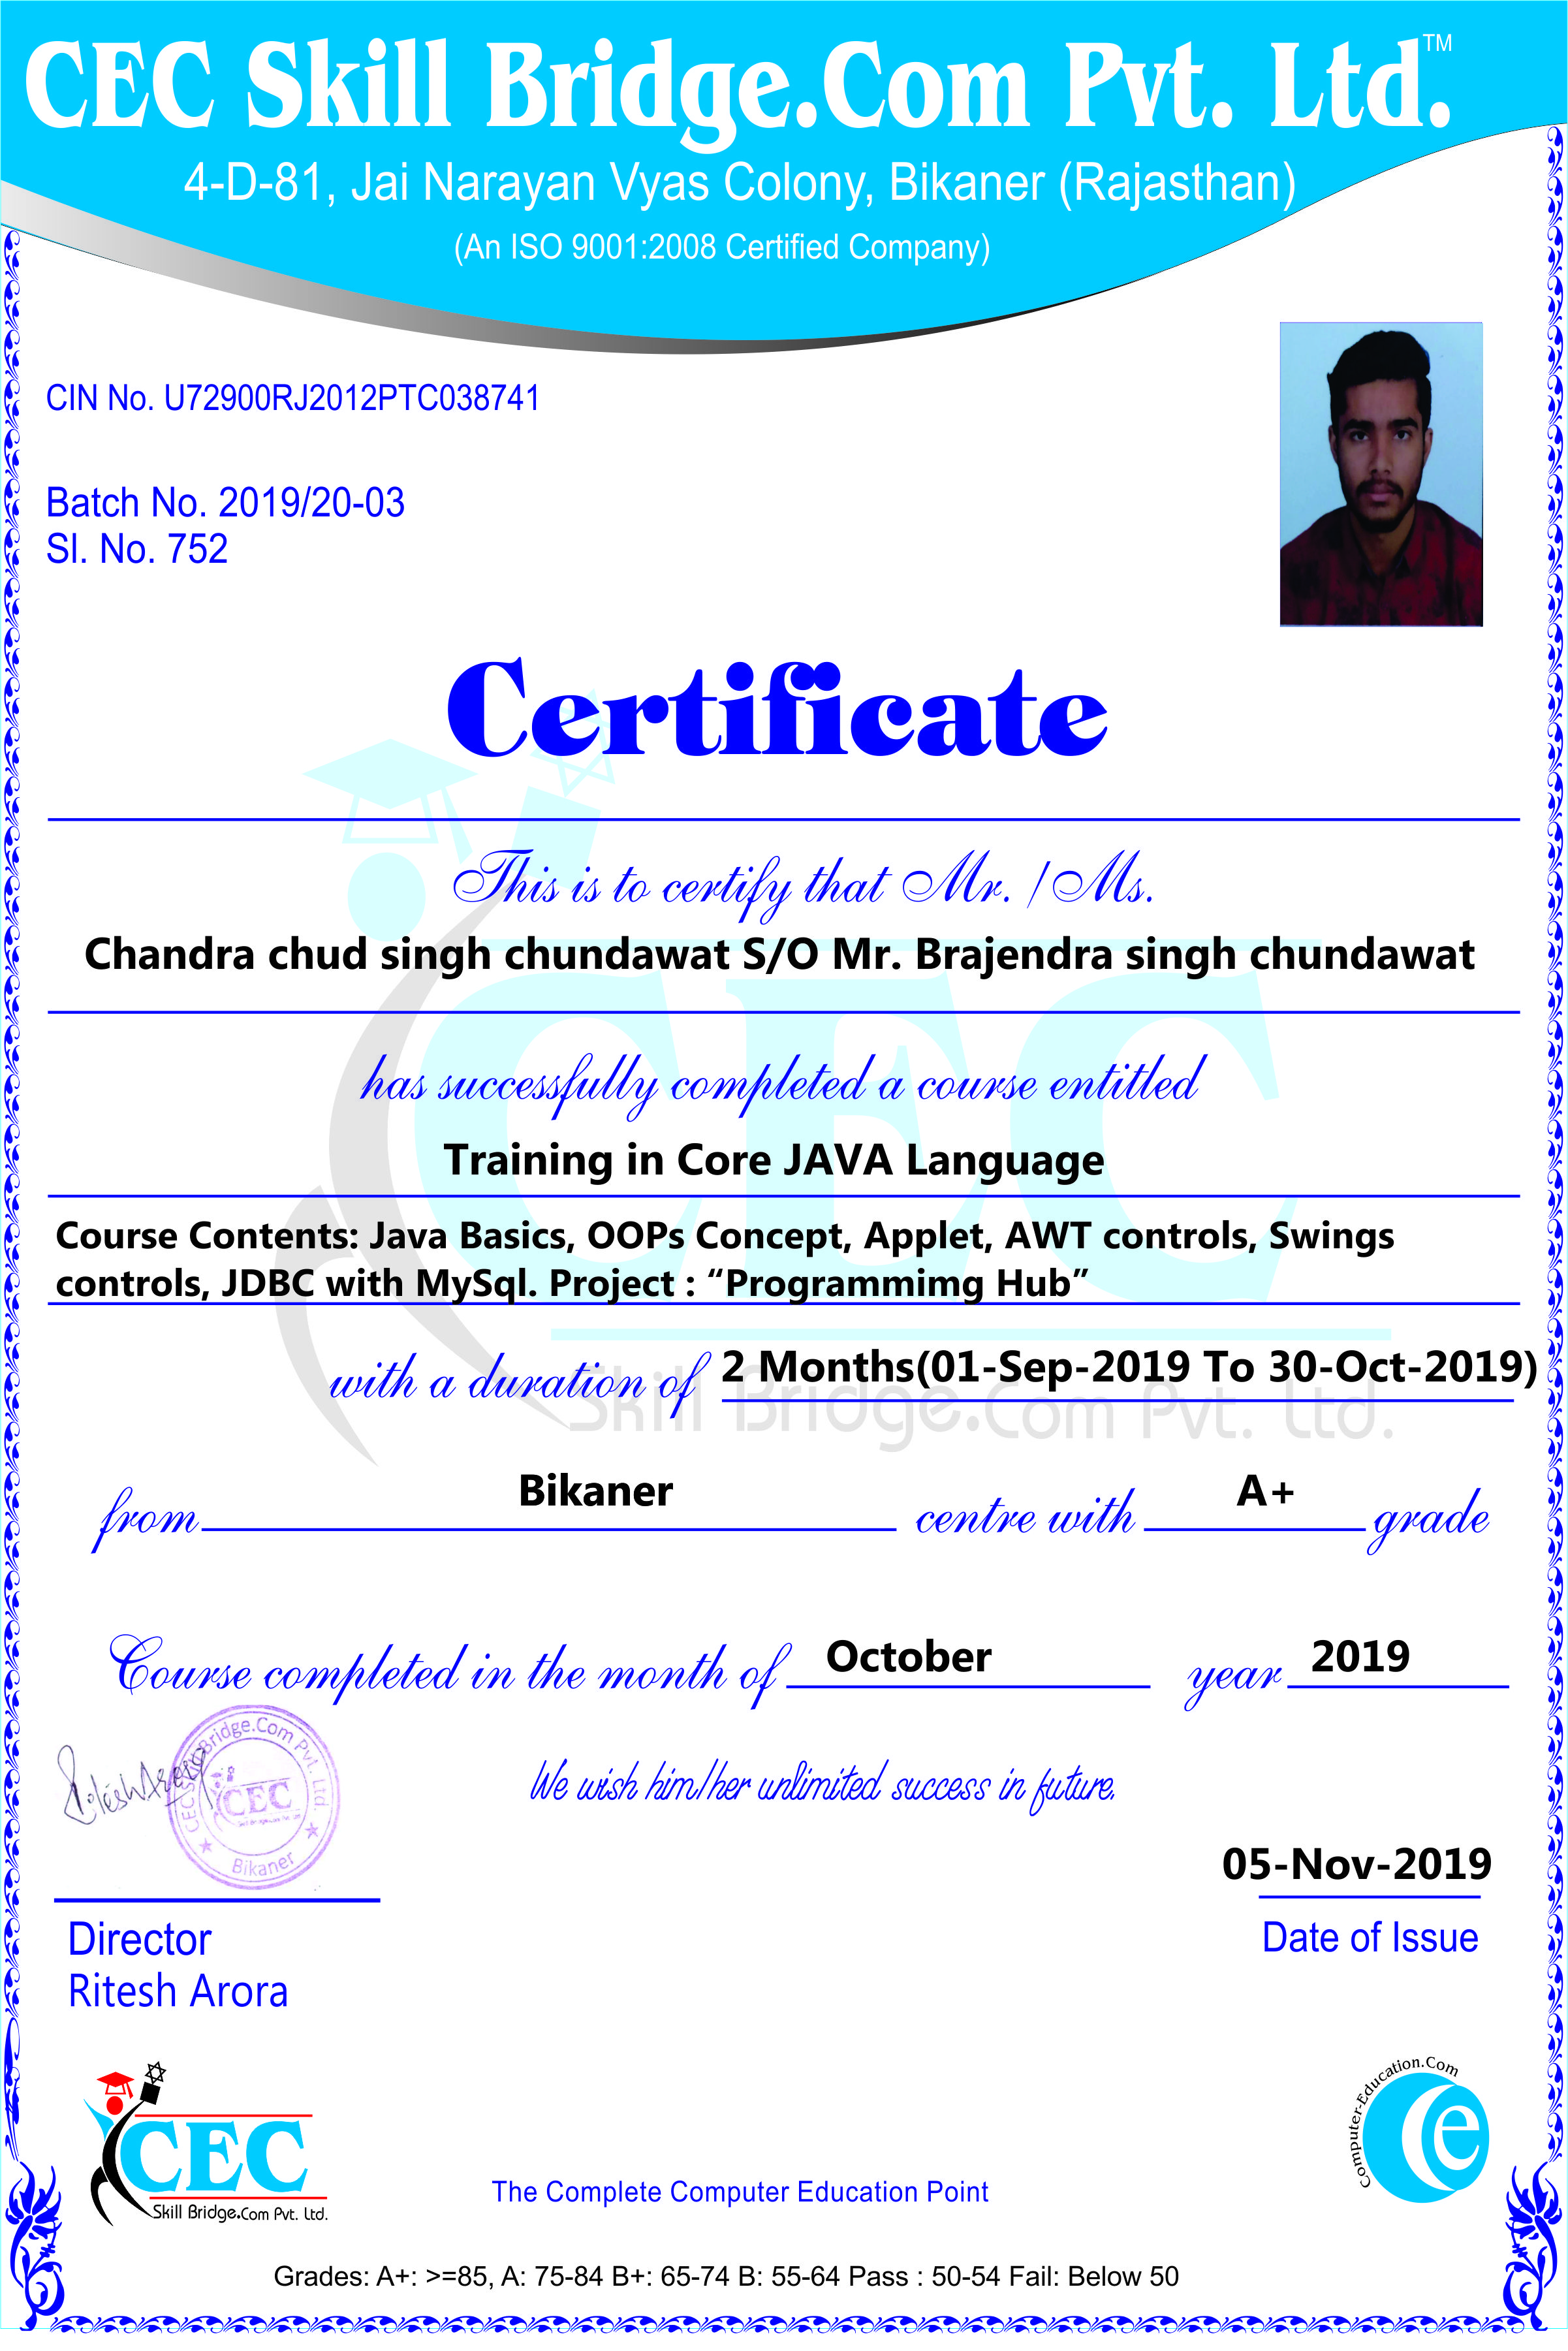 CEC Skill Bridge.Com Pvt. Ltd.™
4-D-81, Jai Narayan Vyas Colony, Bikaner (Rajasthan)
(An ISO 9001:2008 Certified Company)
CIN No. U72900RJ2012PTC038741
Batch No. 2019/20-03
Sl. No. 752
Certificate
This is to certify that Mr. / Ms.
Chandra chud singh chundawat S/O Mr. Brajendra singh chundawat
has successfully completed a course entitled
Training in Core JAVA Language
Course Contents: Java Basics, OOPs Concept, Applet, AWT controls, Swings
controls, JDBC with MySql. Project : “Programmimg Hub”
with a duration of 2 Months(01-Sep-2019 To 30-Oct-2019)
CEC
Skill Bridge.Com Pvt. Ltd.
from Bikaner centre with A+ grade
Course completed in the month of October year 2019
Ritesh Arora
CEC Skill Bridge.Com Pvt. Ltd.
CEC
Bikaner
We wish him/her unlimited success in future.
05-Nov-2019
Date of Issue
Director
Ritesh Arora
CEC
Skill Bridge.Com Pvt. Ltd.
The Complete Computer Education Point
Computer-Education.Com
Ce
Grades: A+: >=85, A: 75-84 B+: 65-74 B: 55-64 Pass : 50-54 Fail: Below 50